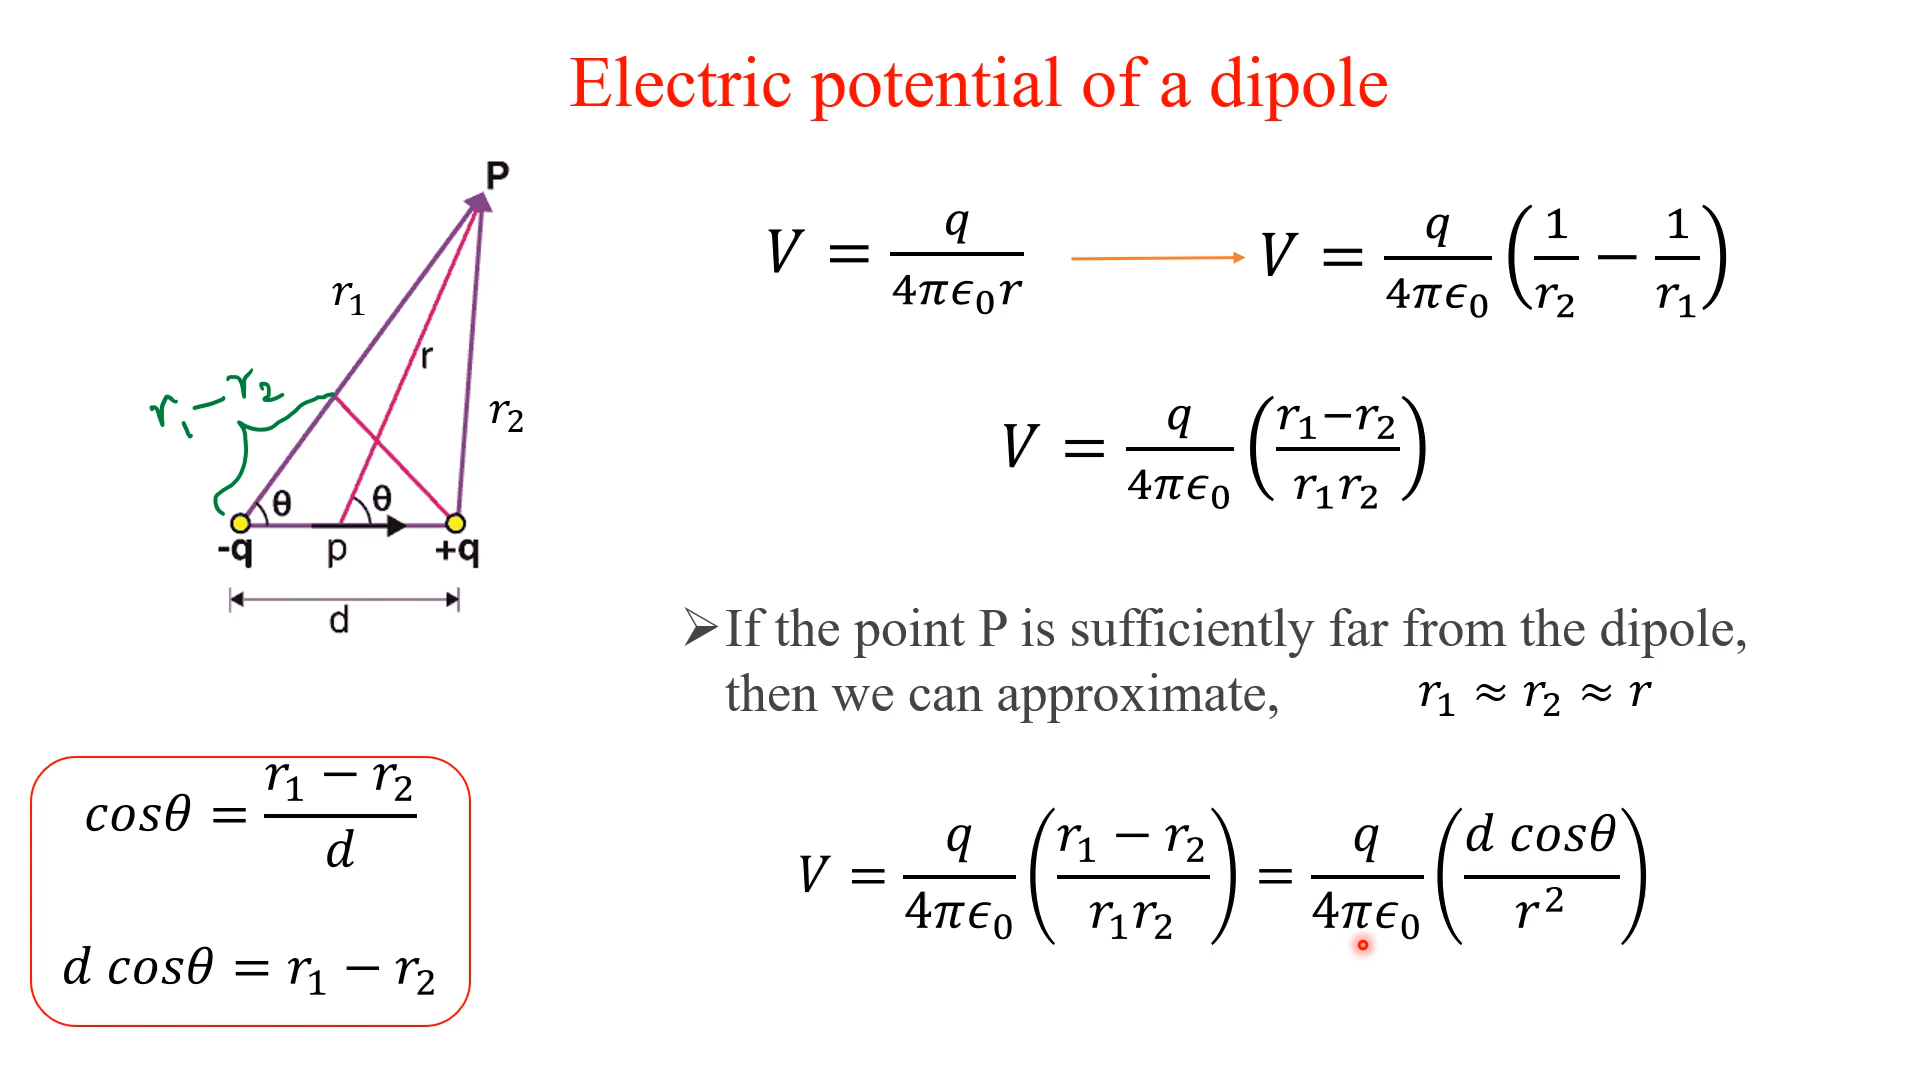 Electric potential of a dipole
P
r₁
r
r₁ − r₂
r₂
θ
θ
-q
p
+q
d
V = q / 4πϵ₀r
V = q / 4πϵ₀ (1/r₂ − 1/r₁)
V = q / 4πϵ₀ ((r₁−r₂) / r₁r₂)
➢If the point P is sufficiently far from the dipole,
then we can approximate, r₁ ≈ r₂ ≈ r
cosθ = (r₁ − r₂) / d
d cosθ = r₁ − r₂
V = q / 4πϵ₀ ((r₁ − r₂) / r₁r₂) = q / 4πϵ₀ (d cosθ / r²)